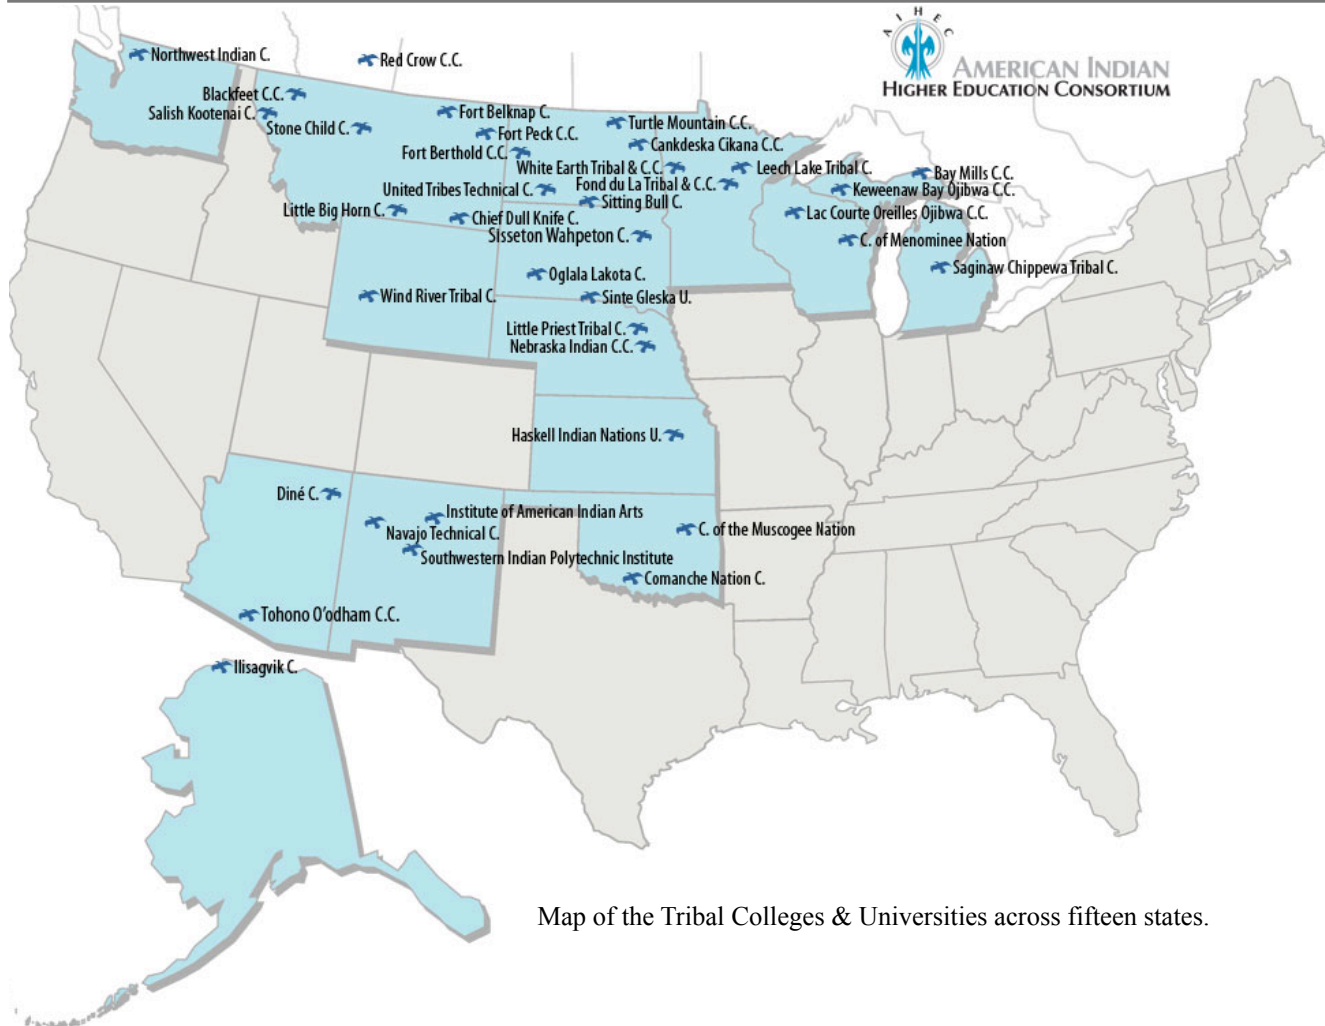 AIHEC
AMERICAN INDIAN
HIGHER EDUCATION CONSORTIUM
Northwest Indian C.
Red Crow C.C.
Blackfeet C.C.
Salish Kootenai C.
Stone Child C.
Fort Belknap C.
Fort Peck C.C.
Fort Berthold C.C.
Turtle Mountain C.C.
Cankdeska Cikana C.C.
White Earth Tribal & C.C.
Leech Lake Tribal C.
Fond du La Tribal & C.C.
Bay Mills C.C.
Keweenaw Bay Ojibwa C.C.
United Tribes Technical C.
Sitting Bull C.
Little Big Horn C.
Chief Dull Knife C.
Lac Courte Oreilles Ojibwa C.C.
Sisseton Wahpeton C.
C. of Menominee Nation
Oglala Lakota C.
Saginaw Chippewa Tribal C.
Wind River Tribal C.
Sinte Gleska U.
Little Priest Tribal C.
Nebraska Indian C.C.
Haskell Indian Nations U.
Diné C.
Institute of American Indian Arts
Navajo Technical C.
C. of the Muscogee Nation
Southwestern Indian Polytechnic Institute
Comanche Nation C.
Tohono O'odham C.C.
Ilisagvik C.
Map of the Tribal Colleges & Universities across fifteen states.